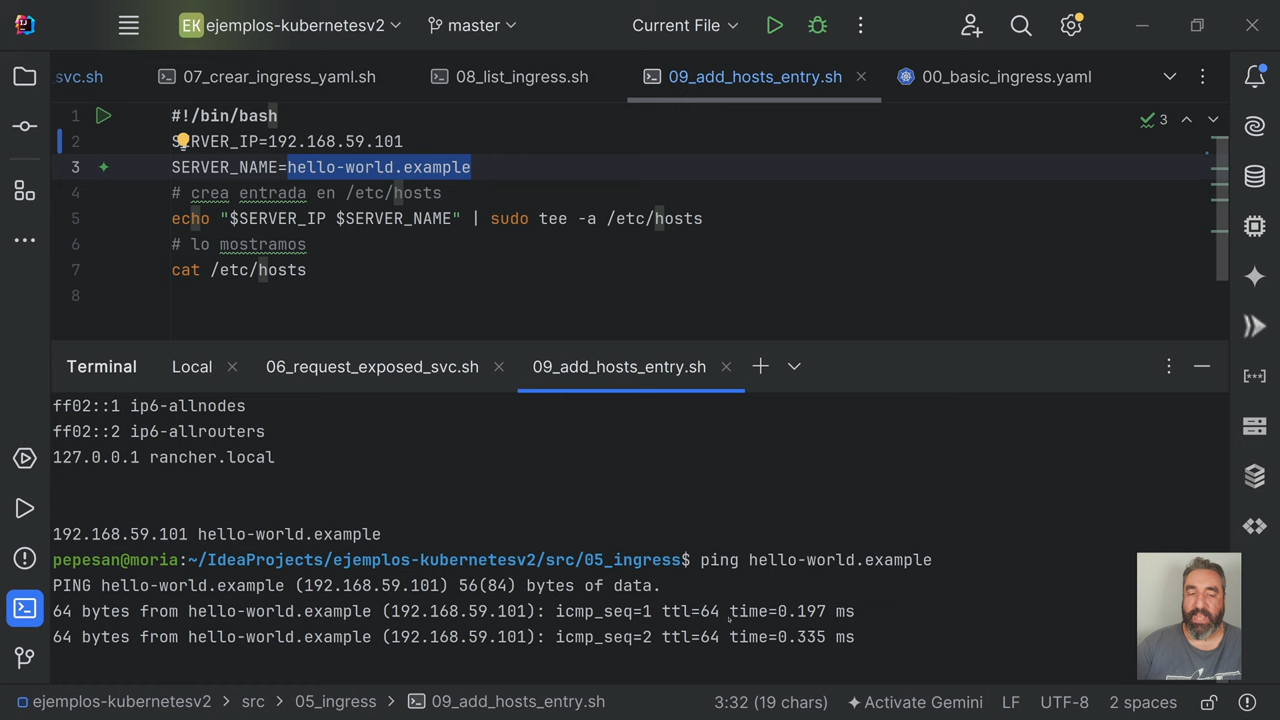 EK ejemplos-kubernetesv2 master Current File
svc.sh 07_crear_ingress_yaml.sh 08_list_ingress.sh 09_add_hosts_entry.sh 00_basic_ingress.yaml
1 #!/bin/bash
3
2 SERVER_IP=192.168.59.101
3 SERVER_NAME=hello-world.example
4 # crea entrada en /etc/hosts
5 echo "$SERVER_IP $SERVER_NAME" | sudo tee -a /etc/hosts
6 # lo mostramos
7 cat /etc/hosts
8
Terminal Local 06_request_exposed_svc.sh 09_add_hosts_entry.sh
ff02::1 ip6-allnodes
ff02::2 ip6-allrouters
127.0.0.1 rancher.local
192.168.59.101 hello-world.example
pepesan@moria:~/IdeaProjects/ejemplos-kubernetesv2/src/05_ingress$ ping hello-world.example
PING hello-world.example (192.168.59.101) 56(84) bytes of data.
64 bytes from hello-world.example (192.168.59.101): icmp_seq=1 ttl=64 time=0.197 ms
64 bytes from hello-world.example (192.168.59.101): icmp_seq=2 ttl=64 time=0.335 ms
ejemplos-kubernetesv2 > src > 05_ingress > 09_add_hosts_entry.sh 3:32 (19 chars) Activate Gemini LF UTF-8 2 spaces